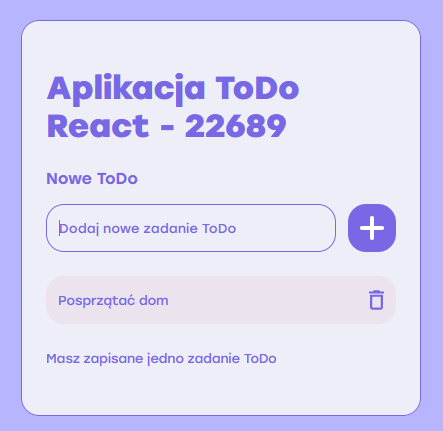 Aplikacja ToDo
React - 22689
Nowe ToDo
Dodaj nowe zadanie ToDo
Posprzątać dom
Masz zapisane jedno zadanie ToDo